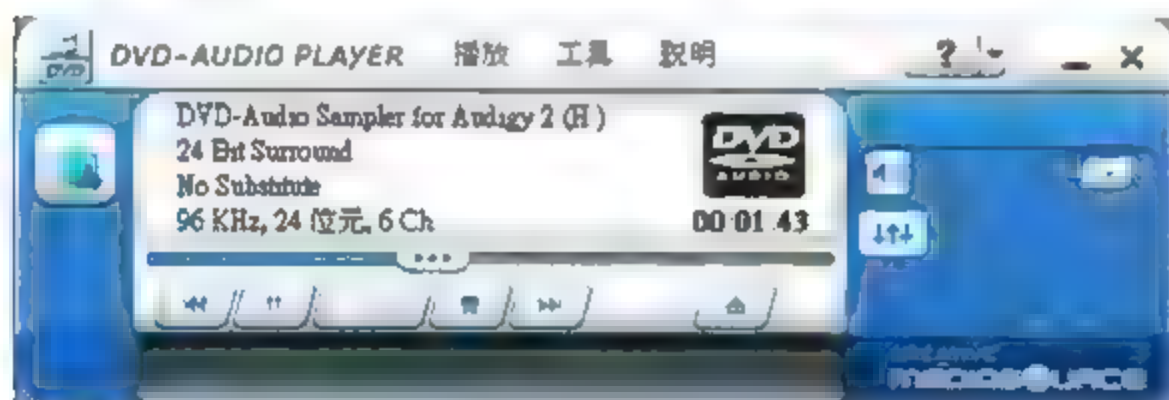 DVD-AUDIO PLAYER 播放 工具 説明 ?
DVD-Audio Sampler for Audigy 2 (H )
24 Bit Surround
No Substitute
96 KHz, 24 位元, 6 Ch
DVD
AUDIO
00:01:43